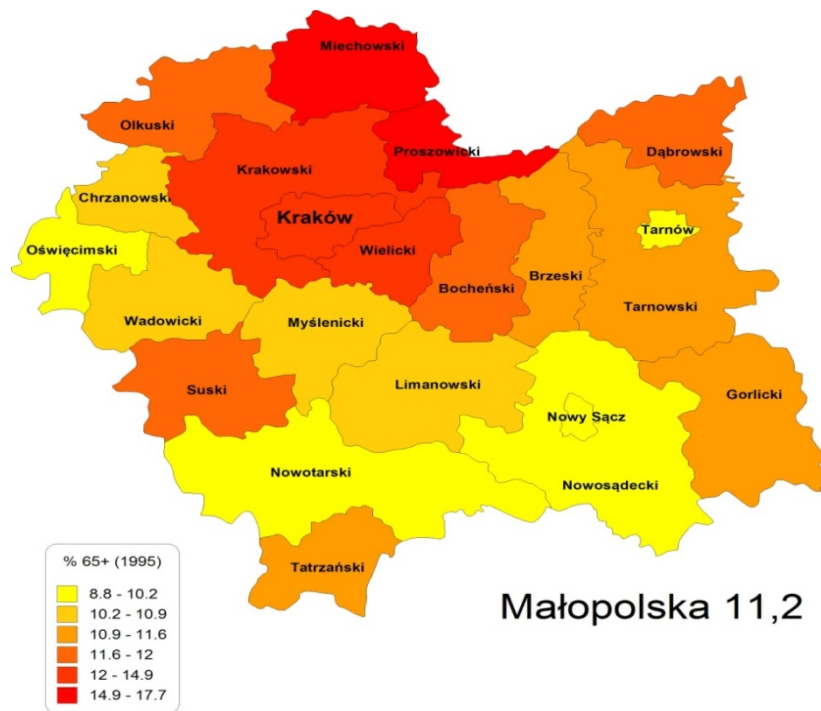 Miechowski
Olkuski
Proszowicki
Dąbrowski
Krakowski
Chrzanowski
Kraków
Tarnów
Oświęcimski
Wielicki
Brzeski
Bocheński
Tarnowski
Wadowicki
Myślenicki
Suski
Limanowski
Gorlicki
Nowy Sącz
Nowotarski
Nowosądecki
Tatrzański
% 65+ (1995)
8.8 - 10.2
10.2 - 10.9
10.9 - 11.6
11.6 - 12
12 - 14.9
14.9 - 17.7
Małopolska 11,2